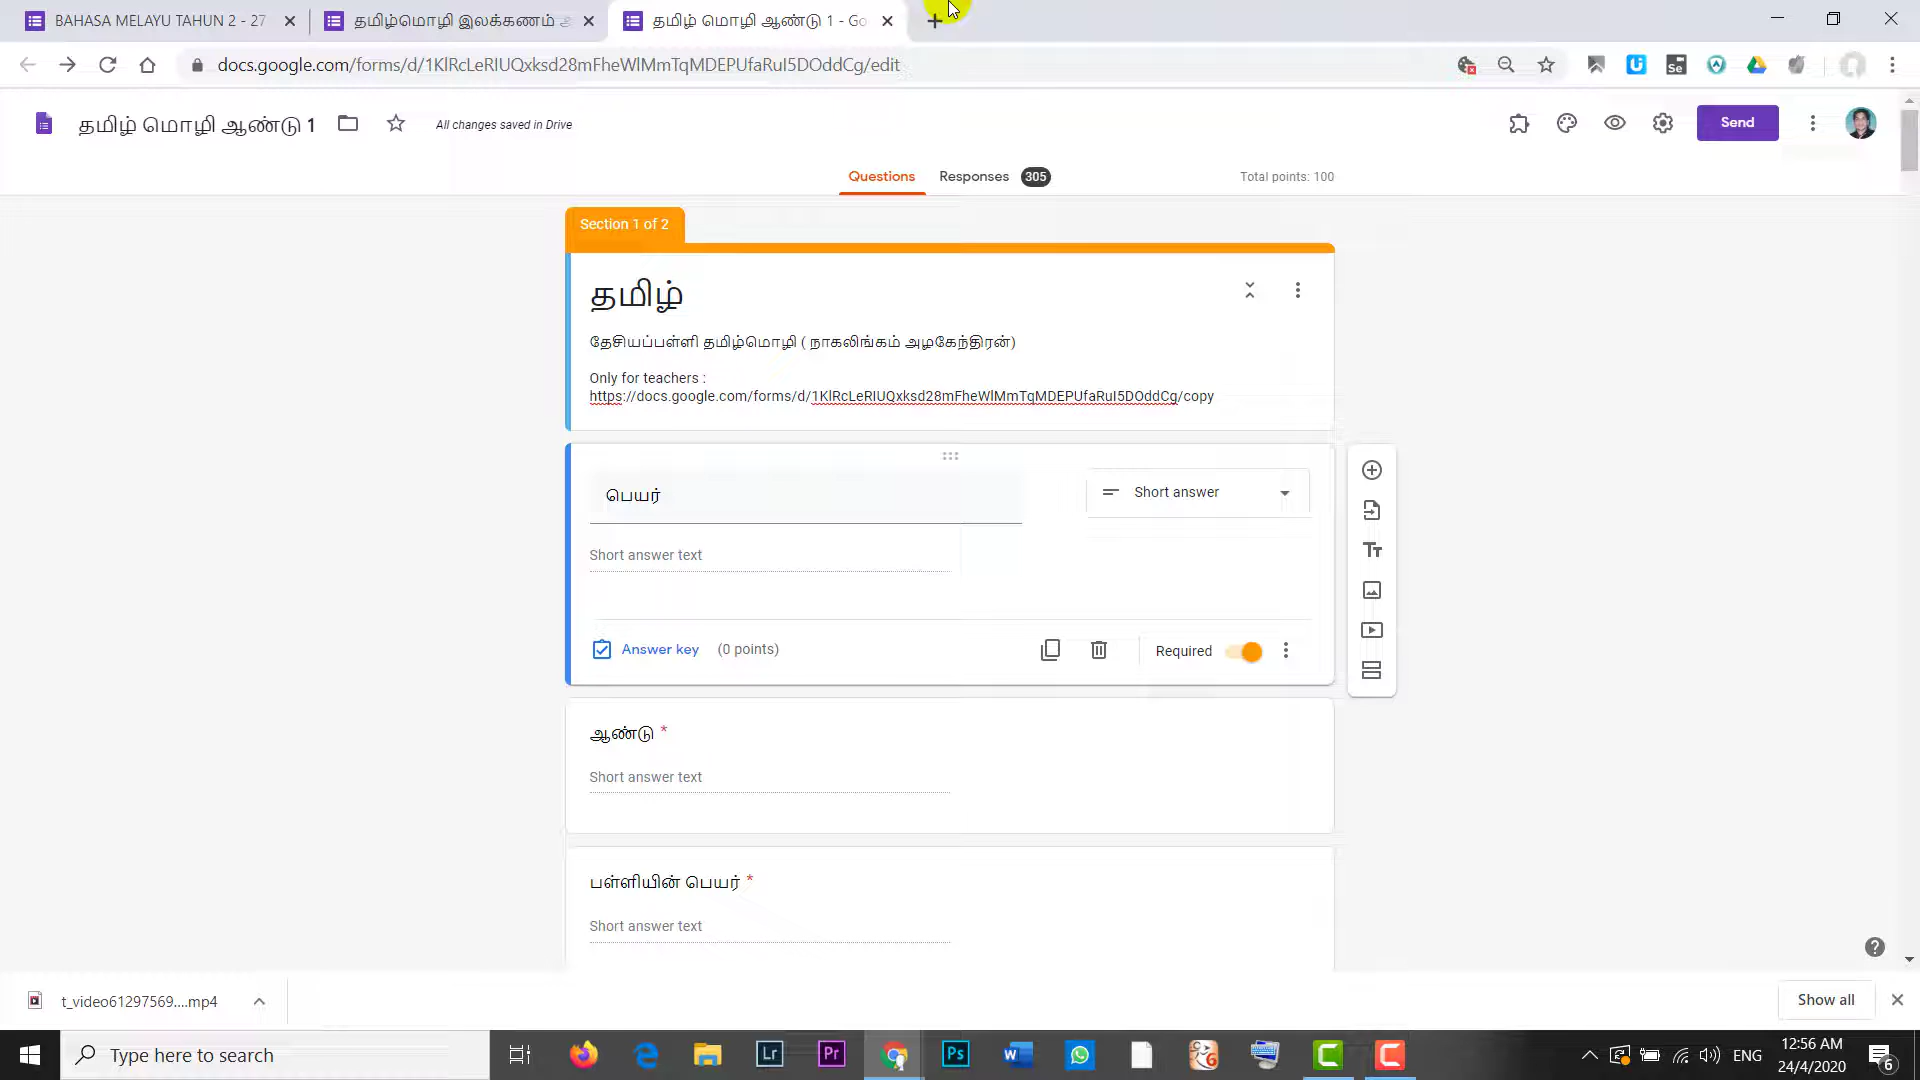 BAHASA MELAYU TAHUN 2 - 27
தமிழ்மொழி இலக்கணம்
தமிழ் மொழி ஆண்டு 1 - Go
docs.google.com/forms/d/1KlRcLeRIUQxksd28mFheWlMmTqMDEPUfaRuI5DOddCg/edit
தமிழ் மொழி ஆண்டு 1
All changes saved in Drive
Send
Questions
Responses 305
Total points: 100
Section 1 of 2
தமிழ்
தேசியப்பள்ளி தமிழ்மொழி ( நாகலிங்கம் அழகேந்திரன்)
Only for teachers :
https://docs.google.com/forms/d/1KlRcLeRIUQxksd28mFheWlMmTqMDEPUfaRuI5DOddCg/copy
பெயர்
Short answer
Short answer text
Answer key (0 points)
Required
ஆண்டு *
Short answer text
பள்ளியின் பெயர் *
Short answer text
t_video61297569....mp4
Show all
Type here to search
Lr
Pr
Ps
ENG
12:56 AM
24/4/2020
6